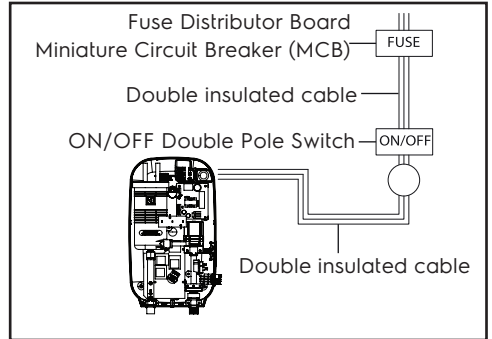 Fuse Distributor Board
Miniature Circuit Breaker (MCB)
FUSE
Double insulated cable
ON/OFF Double Pole Switch
ON/OFF
Double insulated cable